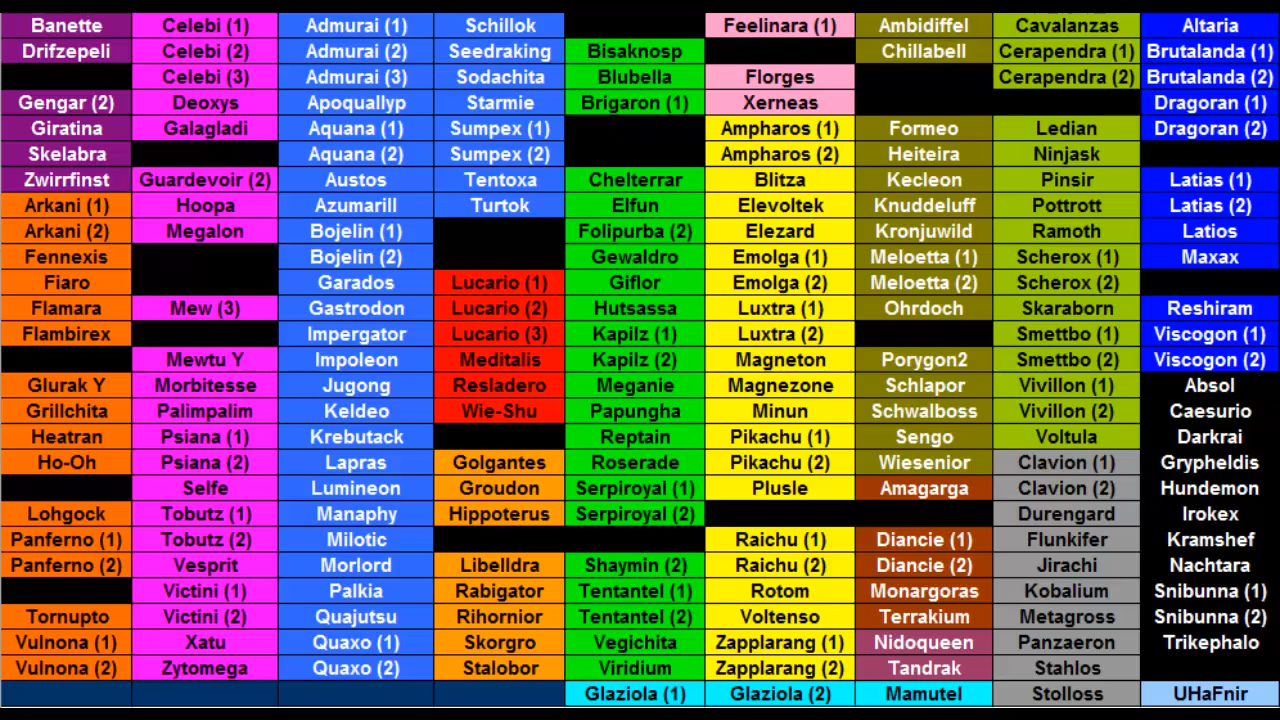 Banette Celebi (1) Admurai (1) Schillok Feelinara (1) Ambidiffel Cavalanzas Altaria
Drifzepeli Celebi (2) Admurai (2) Seedraking Bisaknosp Chillabell Cerapendra (1) Brutalanda (1)
Celebi (3) Admurai (3) Sodachita Blubella Florges Cerapendra (2) Brutalanda (2)
Gengar (2) Deoxys Apoquallyp Starmie Brigaron (1) Xerneas Dragoran (1)
Giratina Galagladi Aquana (1) Sumpex (1) Ampharos (1) Formeo Ledian Dragoran (2)
Skelabra Aquana (2) Sumpex (2) Ampharos (2) Heiteira Ninjask
Zwirrfinst Guardevoir (2) Austos Tentoxa Chelterrar Blitza Kecleon Pinsir Latias (1)
Arkani (1) Hoopa Azumarill Turtok Elfun Elevoltek Knuddeluff Pottrott Latias (2)
Arkani (2) Megalon Bojelin (1) Folipurba (2) Elezard Kronjuwild Ramoth Latios
Fennexis Bojelin (2) Gewaldro Emolga (1) Meloetta (1) Scherox (1) Maxax
Fiaro Garados Lucario (1) Giflor Emolga (2) Meloetta (2) Scherox (2)
Flamara Mew (3) Gastrodon Lucario (2) Hutsassa Luxtra (1) Ohrdoch Skaraborn Reshiram
Flambirex Impergator Lucario (3) Kapilz (1) Luxtra (2) Smettbo (1) Viscogon (1)
Mewtu Y Impoleon Meditalis Kapilz (2) Magneton Porygon2 Smettbo (2) Viscogon (2)
Glurak Y Morbitesse Jugong Resladero Meganie Magnezone Schlapor Vivillon (1) Absol
Grillchita Palimpalim Keldeo Wie-Shu Papungha Minun Schwalboss Vivillon (2) Caesurio
Heatran Psiana (1) Krebutack Reptain Pikachu (1) Sengo Voltula Darkrai
Ho-Oh Psiana (2) Lapras Golgantes Roserade Pikachu (2) Wiesenior Clavion (1) Grypheldis
Selfe Lumineon Groudon Serpiroyal (1) Plusle Amagarga Clavion (2) Hundemon
Lohgock Tobutz (1) Manaphy Hippoterus Serpiroyal (2) Durengard Irokex
Panferno (1) Tobutz (2) Milotic Raichu (1) Diancie (1) Flunkifer Kramshef
Panferno (2) Vesprit Morlord Libelldra Shaymin (2) Raichu (2) Diancie (2) Jirachi Nachtara
Victini (1) Palkia Rabigator Tentantel (1) Rotom Monargoras Kobalium Snibunna (1)
Tornupto Victini (2) Quajutsu Rihornior Tentantel (2) Voltenso Terrakium Metagross Snibunna (2)
Vulnona (1) Xatu Quaxo (1) Skorgro Vegichita Zapplarang (1) Nidoqueen Panzaeron Trikephalo
Vulnona (2) Zytomega Quaxo (2) Stalobor Viridium Zapplarang (2) Tandrak Stahlos
Glaziola (1) Glaziola (2) Mamutel Stolloss UHaFnir